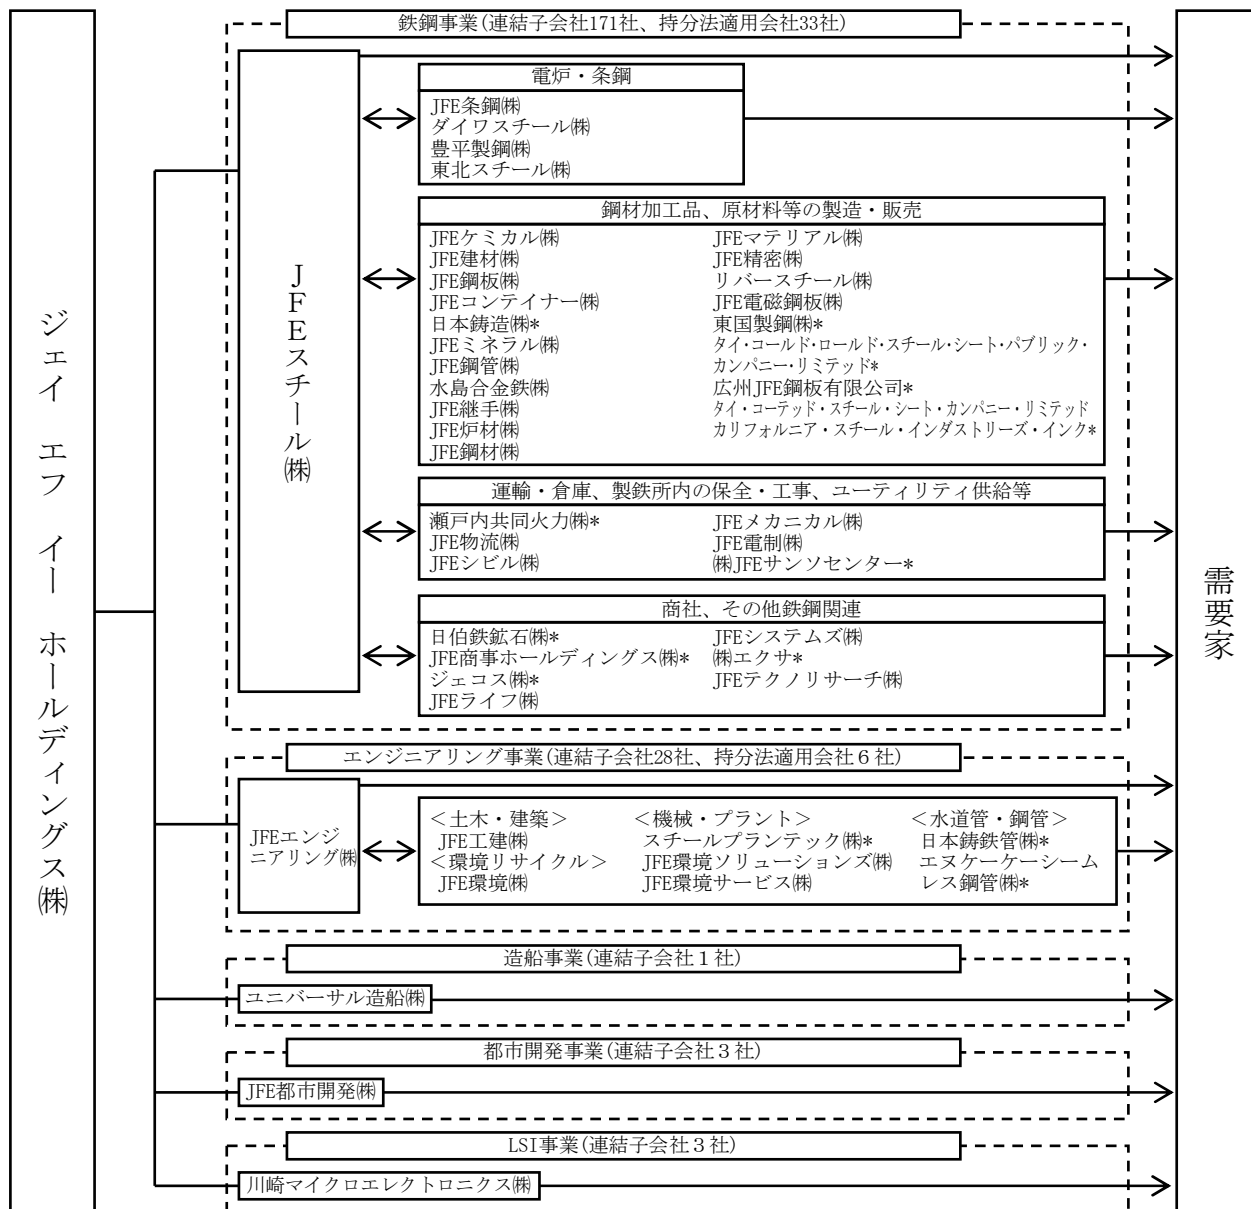 ジェイ エフ イー ホールディングス㈱
鉄鋼事業(連結子会社171社、持分法適用会社33社)
JFEスチール㈱
電炉・条鋼
JFE条鋼㈱
ダイワスチール㈱
豊平製鋼㈱
東北スチール㈱
鋼材加工品、原材料等の製造・販売
JFEケミカル㈱
JFE建材㈱
JFE鋼板㈱
JFEコンテイナー㈱
日本鋳造㈱*
JFEミネラル㈱
JFE鋼管㈱
水島合金鉄㈱
JFE継手㈱
JFE炉材㈱
JFE鋼材㈱
JFEマテリアル㈱
JFE精密㈱
リバースチール㈱
JFE電磁鋼板㈱
東国製鋼㈱*
タイ・コールド・ロールド・スチール・シート・パブリック・
カンパニー・リミテッド*
広州JFE鋼板有限公司*
タイ・コーテッド・スチール・シート・カンパニー・リミテッド
カリフォルニア・スチール・インダストリーズ・インク*
運輸・倉庫、製鉄所内の保全・工事、ユーティリティ供給等
瀬戸内共同火力㈱*
JFE物流㈱
JFEシビル㈱
JFEメカニカル㈱
JFE電制㈱
㈱JFEサンソセンター*
商社、その他鉄鋼関連
日伯鉄鉱石㈱*
JFE商事ホールディングス㈱*
ジェコス㈱*
JFEライフ㈱
JFEシステムズ㈱
㈱エクサ*
JFEテクノリサーチ㈱
エンジニアリング事業(連結子会社28社、持分法適用会社６社)
JFEエンジ
ニアリング㈱
＜土木・建築＞
JFE工建㈱
＜環境リサイクル＞
JFE環境㈱
＜機械・プラント＞
スチールプランテック㈱*
JFE環境ソリューションズ㈱
JFE環境サービス㈱
＜水道管・鋼管＞
日本鋳鉄管㈱*
エヌケーケーシーム
レス鋼管㈱*
造船事業(連結子会社１社)
ユニバーサル造船㈱
都市開発事業(連結子会社３社)
JFE都市開発㈱
LSI事業(連結子会社３社)
川崎マイクロエレクトロニクス㈱
需要家